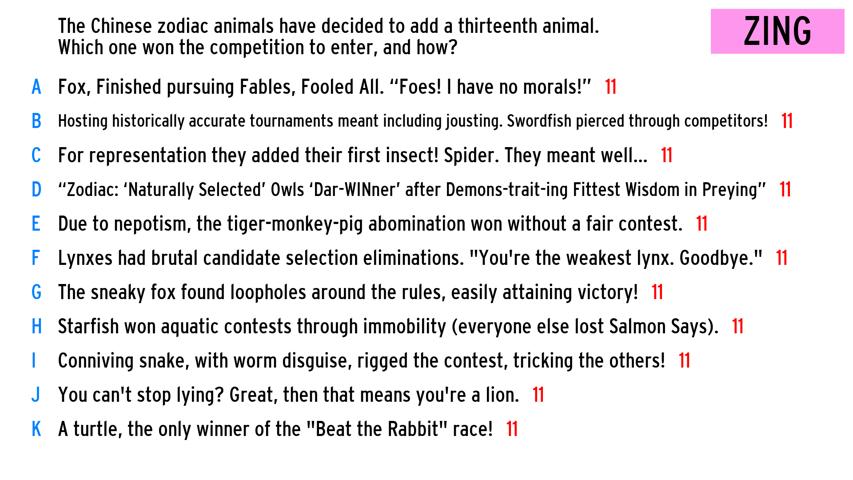 The Chinese zodiac animals have decided to add a thirteenth animal.
Which one won the competition to enter, and how?
ZING
A Fox, Finished pursuing Fables, Fooled All. “Foes! I have no morals!” 11
B Hosting historically accurate tournaments meant including jousting. Swordfish pierced through competitors! 11
C For representation they added their first insect! Spider. They meant well... 11
D “Zodiac: ‘Naturally Selected’ Owls ‘Dar-WINner’ after Demons-trait-ing Fittest Wisdom in Preying” 11
E Due to nepotism, the tiger-monkey-pig abomination won without a fair contest. 11
F Lynxes had brutal candidate selection eliminations. "You're the weakest lynx. Goodbye." 11
G The sneaky fox found loopholes around the rules, easily attaining victory! 11
H Starfish won aquatic contests through immobility (everyone else lost Salmon Says). 11
I Conniving snake, with worm disguise, rigged the contest, tricking the others! 11
J You can't stop lying? Great, then that means you're a lion. 11
K A turtle, the only winner of the "Beat the Rabbit" race! 11